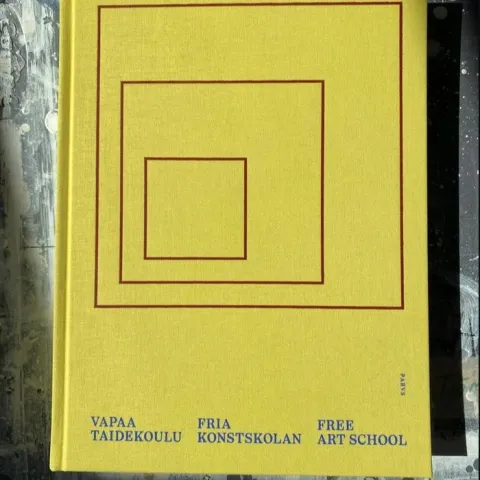 PARVS
VAPAA
TAIDEKOULU
FRIA
KONSTSKOLAN
FREE
ART SCHOOL